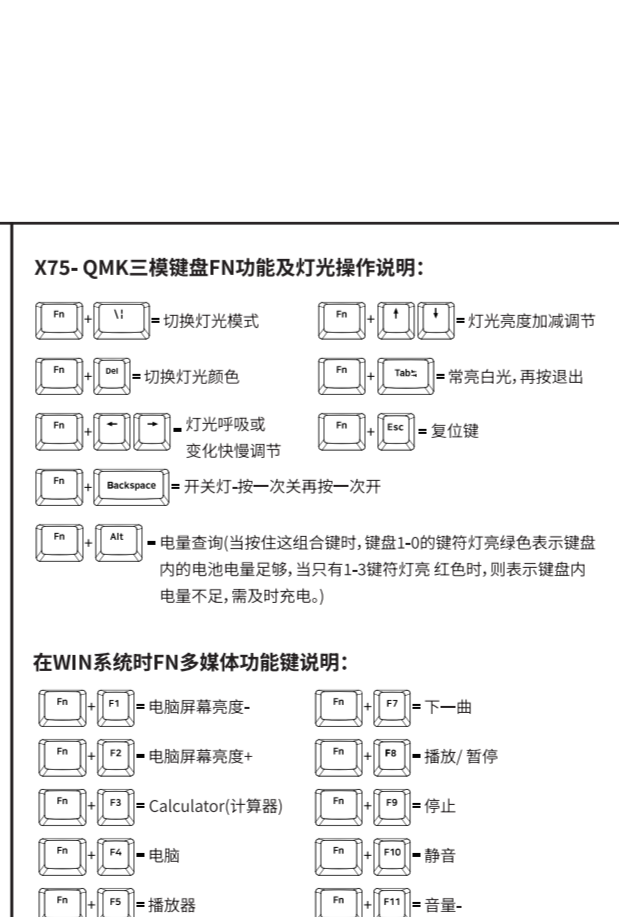 X75- QMK三模键盘FN功能及灯光操作说明：
Fn + \¦ = 切换灯光模式
Fn + ↑ ↓ = 灯光亮度加减调节
Fn + Del = 切换灯光颜色
Fn + Tab⇆ = 常亮白光，再按退出
Fn + ← → = 灯光呼吸或
变化快慢调节
Fn + Esc = 复位键
Fn + Backspace = 开关灯-按一次关再按一次开
Fn + Alt = 电量查询(当按住这组合键时，键盘1-0的键符灯亮绿色表示键盘
内的电池电量足够，当只有1-3键符灯亮 红色时，则表示键盘内
电量不足，需及时充电。)
在WIN系统时FN多媒体功能键说明：
Fn + F1 = 电脑屏幕亮度-
Fn + F7 = 下一曲
Fn + F2 = 电脑屏幕亮度+
Fn + F8 = 播放/ 暂停
Fn + F3 = Calculator(计算器)
Fn + F9 = 停止
Fn + F4 = 电脑
Fn + F10 = 静音
Fn + F5 = 播放器
Fn + F11 = 音量-